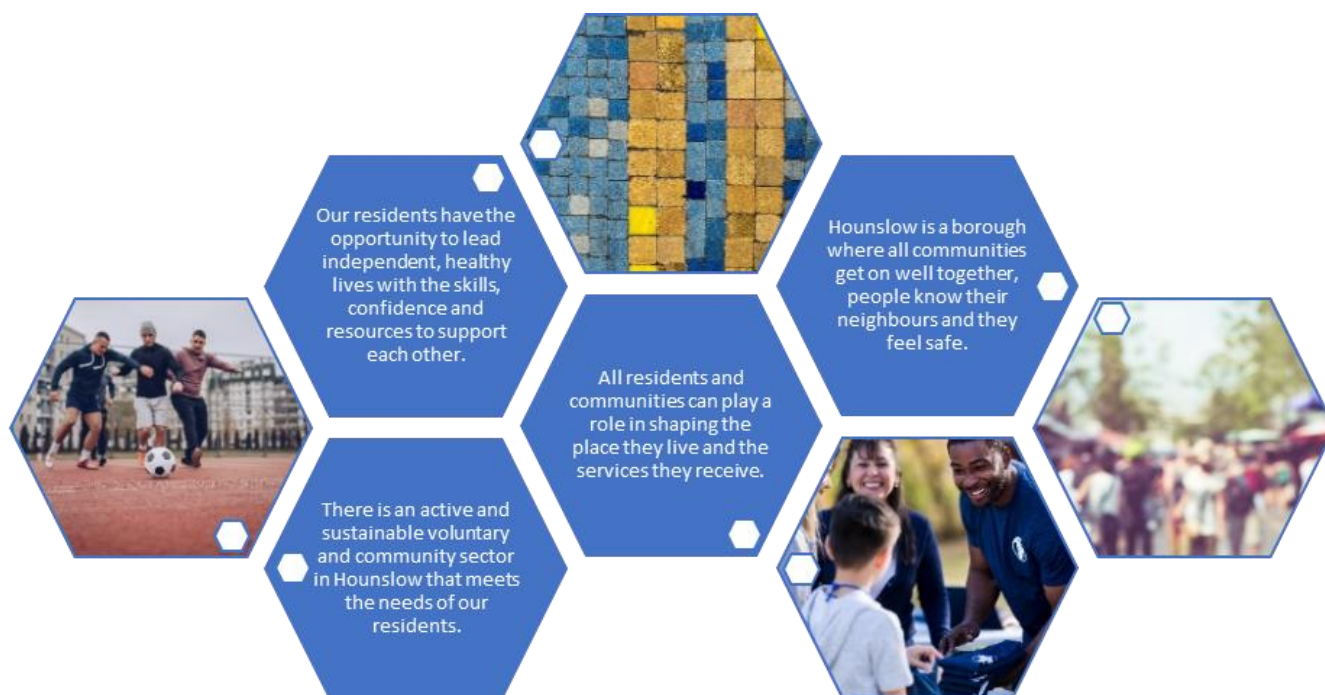 Our residents have the
opportunity to lead
independent, healthy
lives with the skills,
confidence and
resources to support
each other.
Hounslow is a borough
where all communities
get on well together,
people know their
neighbours and they
feel safe.
All residents and
communities can play a
role in shaping the
place they live and the
services they receive.
There is an active and
sustainable voluntary
and community sector
in Hounslow that meets
the needs of our
residents.